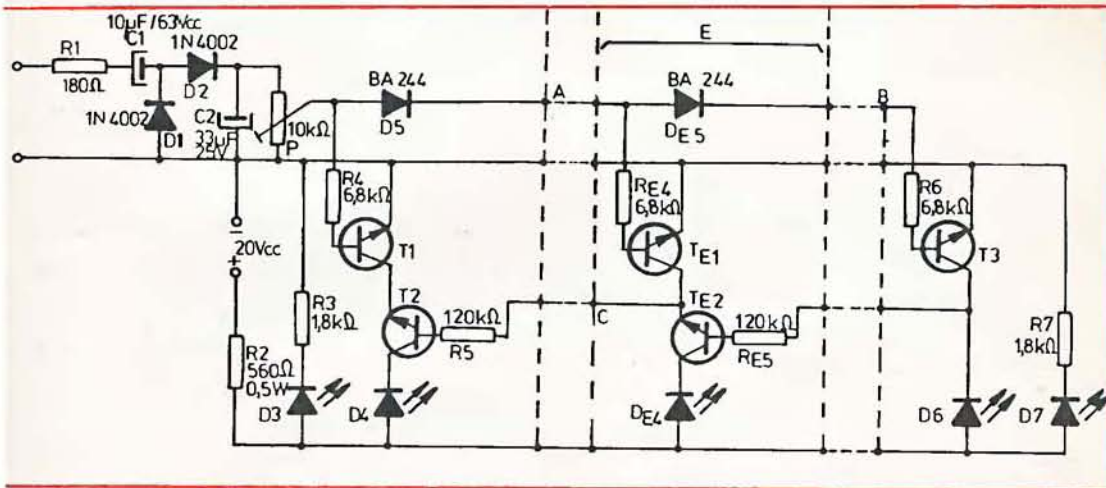 10µF/63Vcc
C1
R1
180Ω
1N4002
D2
1N4002
D1
C2
33µF
25V
10kΩ
P
BA 244
D5
A
E
BA 244
DE5
B
R4
6,8kΩ
T1
RE4
6,8kΩ
TE1
R6
6,8kΩ
T3
−
20Vcc
+
R3
1,8kΩ
T2
120kΩ
R5
C
TE2
120kΩ
RE5
R7
1,8kΩ
R2
560Ω
0,5W
D3
D4
DE4
D6
D7